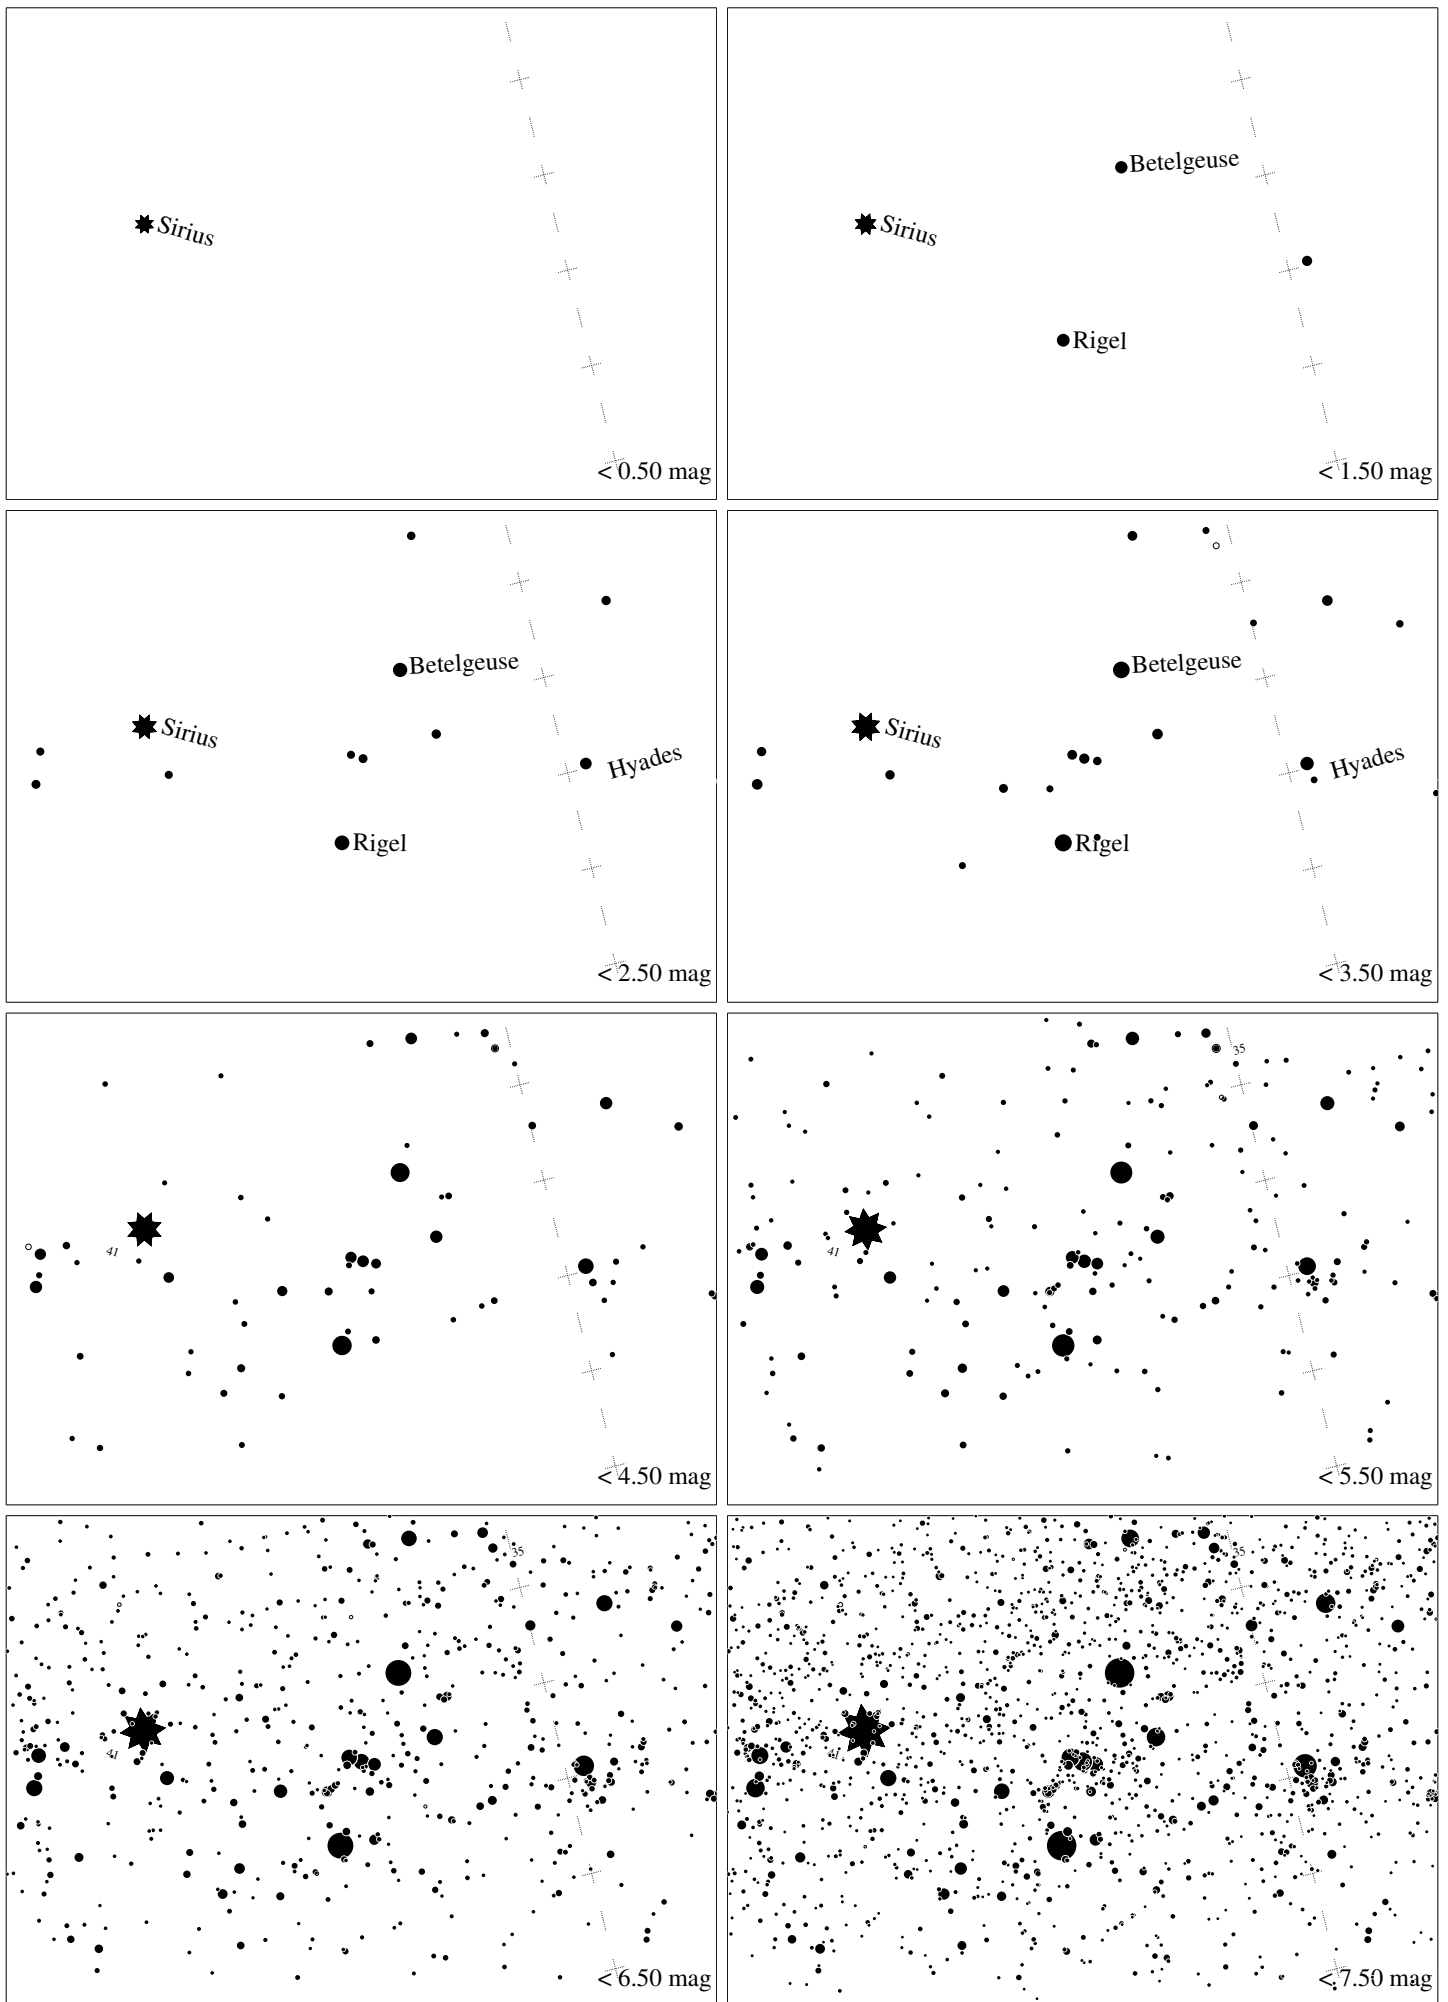 Sirius
< 0.50 mag
Betelgeuse
Sirius
Rigel
< 1.50 mag
Betelgeuse
Sirius
Hyades
Rigel
< 2.50 mag
Betelgeuse
Sirius
Hyades
Rigel
< 3.50 mag
41
< 4.50 mag
35
41
< 5.50 mag
35
41
< 6.50 mag
35
41
< 7.50 mag